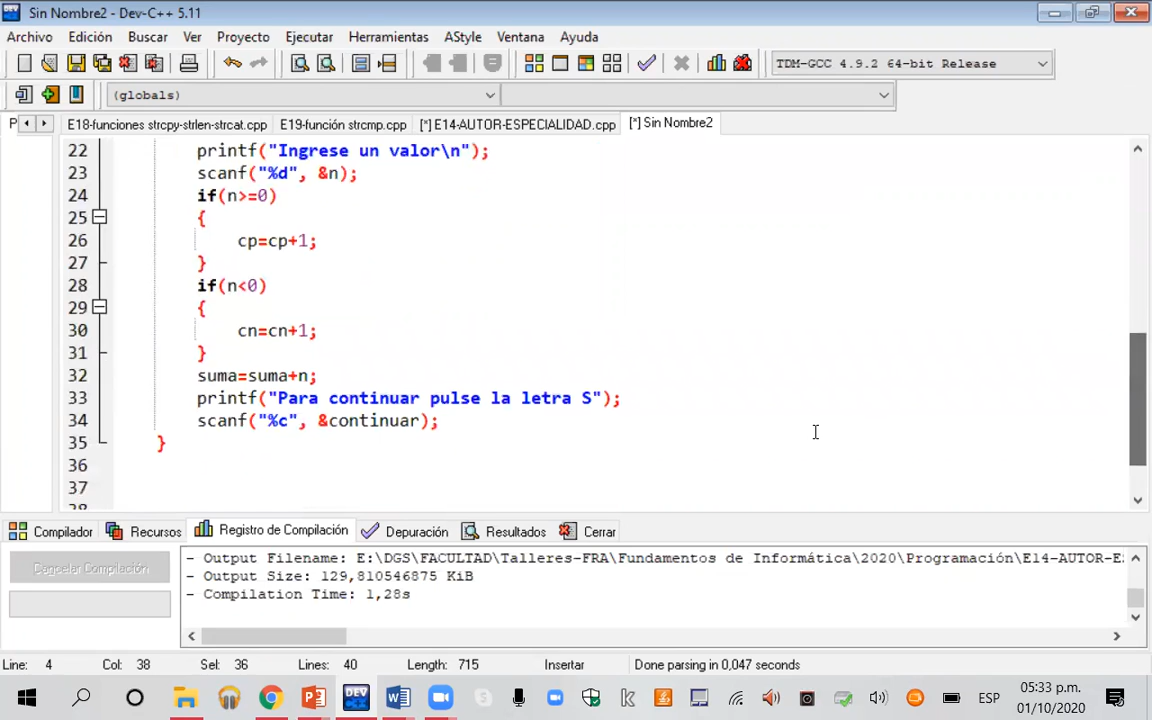 Sin Nombre2 - Dev-C++ 5.11
Archivo Edición Buscar Ver Proyecto Ejecutar Herramientas AStyle Ventana Ayuda
TDM-GCC 4.9.2 64-bit Release
(globals)
P E18-funciones strcpy-strlen-strcat.cpp E19-función strcmp.cpp [*] E14-AUTOR-ESPECIALIDAD.cpp [*] Sin Nombre2
22 printf("Ingrese un valor\n");
23 scanf("%d", &n);
24 if(n>=0)
25 {
26 cp=cp+1;
27 }
28 if(n<0)
29 {
30 cn=cn+1;
31 }
32 suma=suma+n;
33 printf("Para continuar pulse la letra S");
34 scanf("%c", &continuar);
35 }
36
37
38
Compilador Recursos Registro de Compilación Depuración Resultados Cerrar
Cancelar Compilación
- Output Filename: E:\DGS\FACULTAD\Talleres-FRA\Fundamentos de Informática\2020\Programación\E14-AUTOR-E
- Output Size: 129,810546875 KiB
- Compilation Time: 1,28s
Line: 4 Col: 38 Sel: 36 Lines: 40 Length: 715 Insertar Done parsing in 0,047 seconds
DEV C++ ESP 05:33 p.m.
01/10/2020